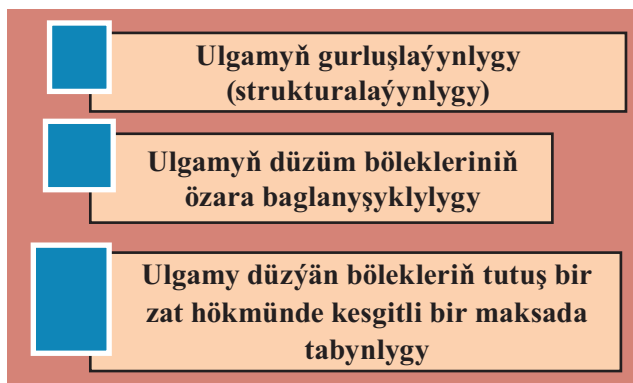 Ulgamyň gurluşlaýynlygy
(strukturalaýynlygy)
Ulgamyň düzüm bölekleriniň
özara baglanyşyklylygy
Ulgamy düzýän bölekleriň tutuş bir
zat hökmünde kesgitli bir maksada
tabynlygy